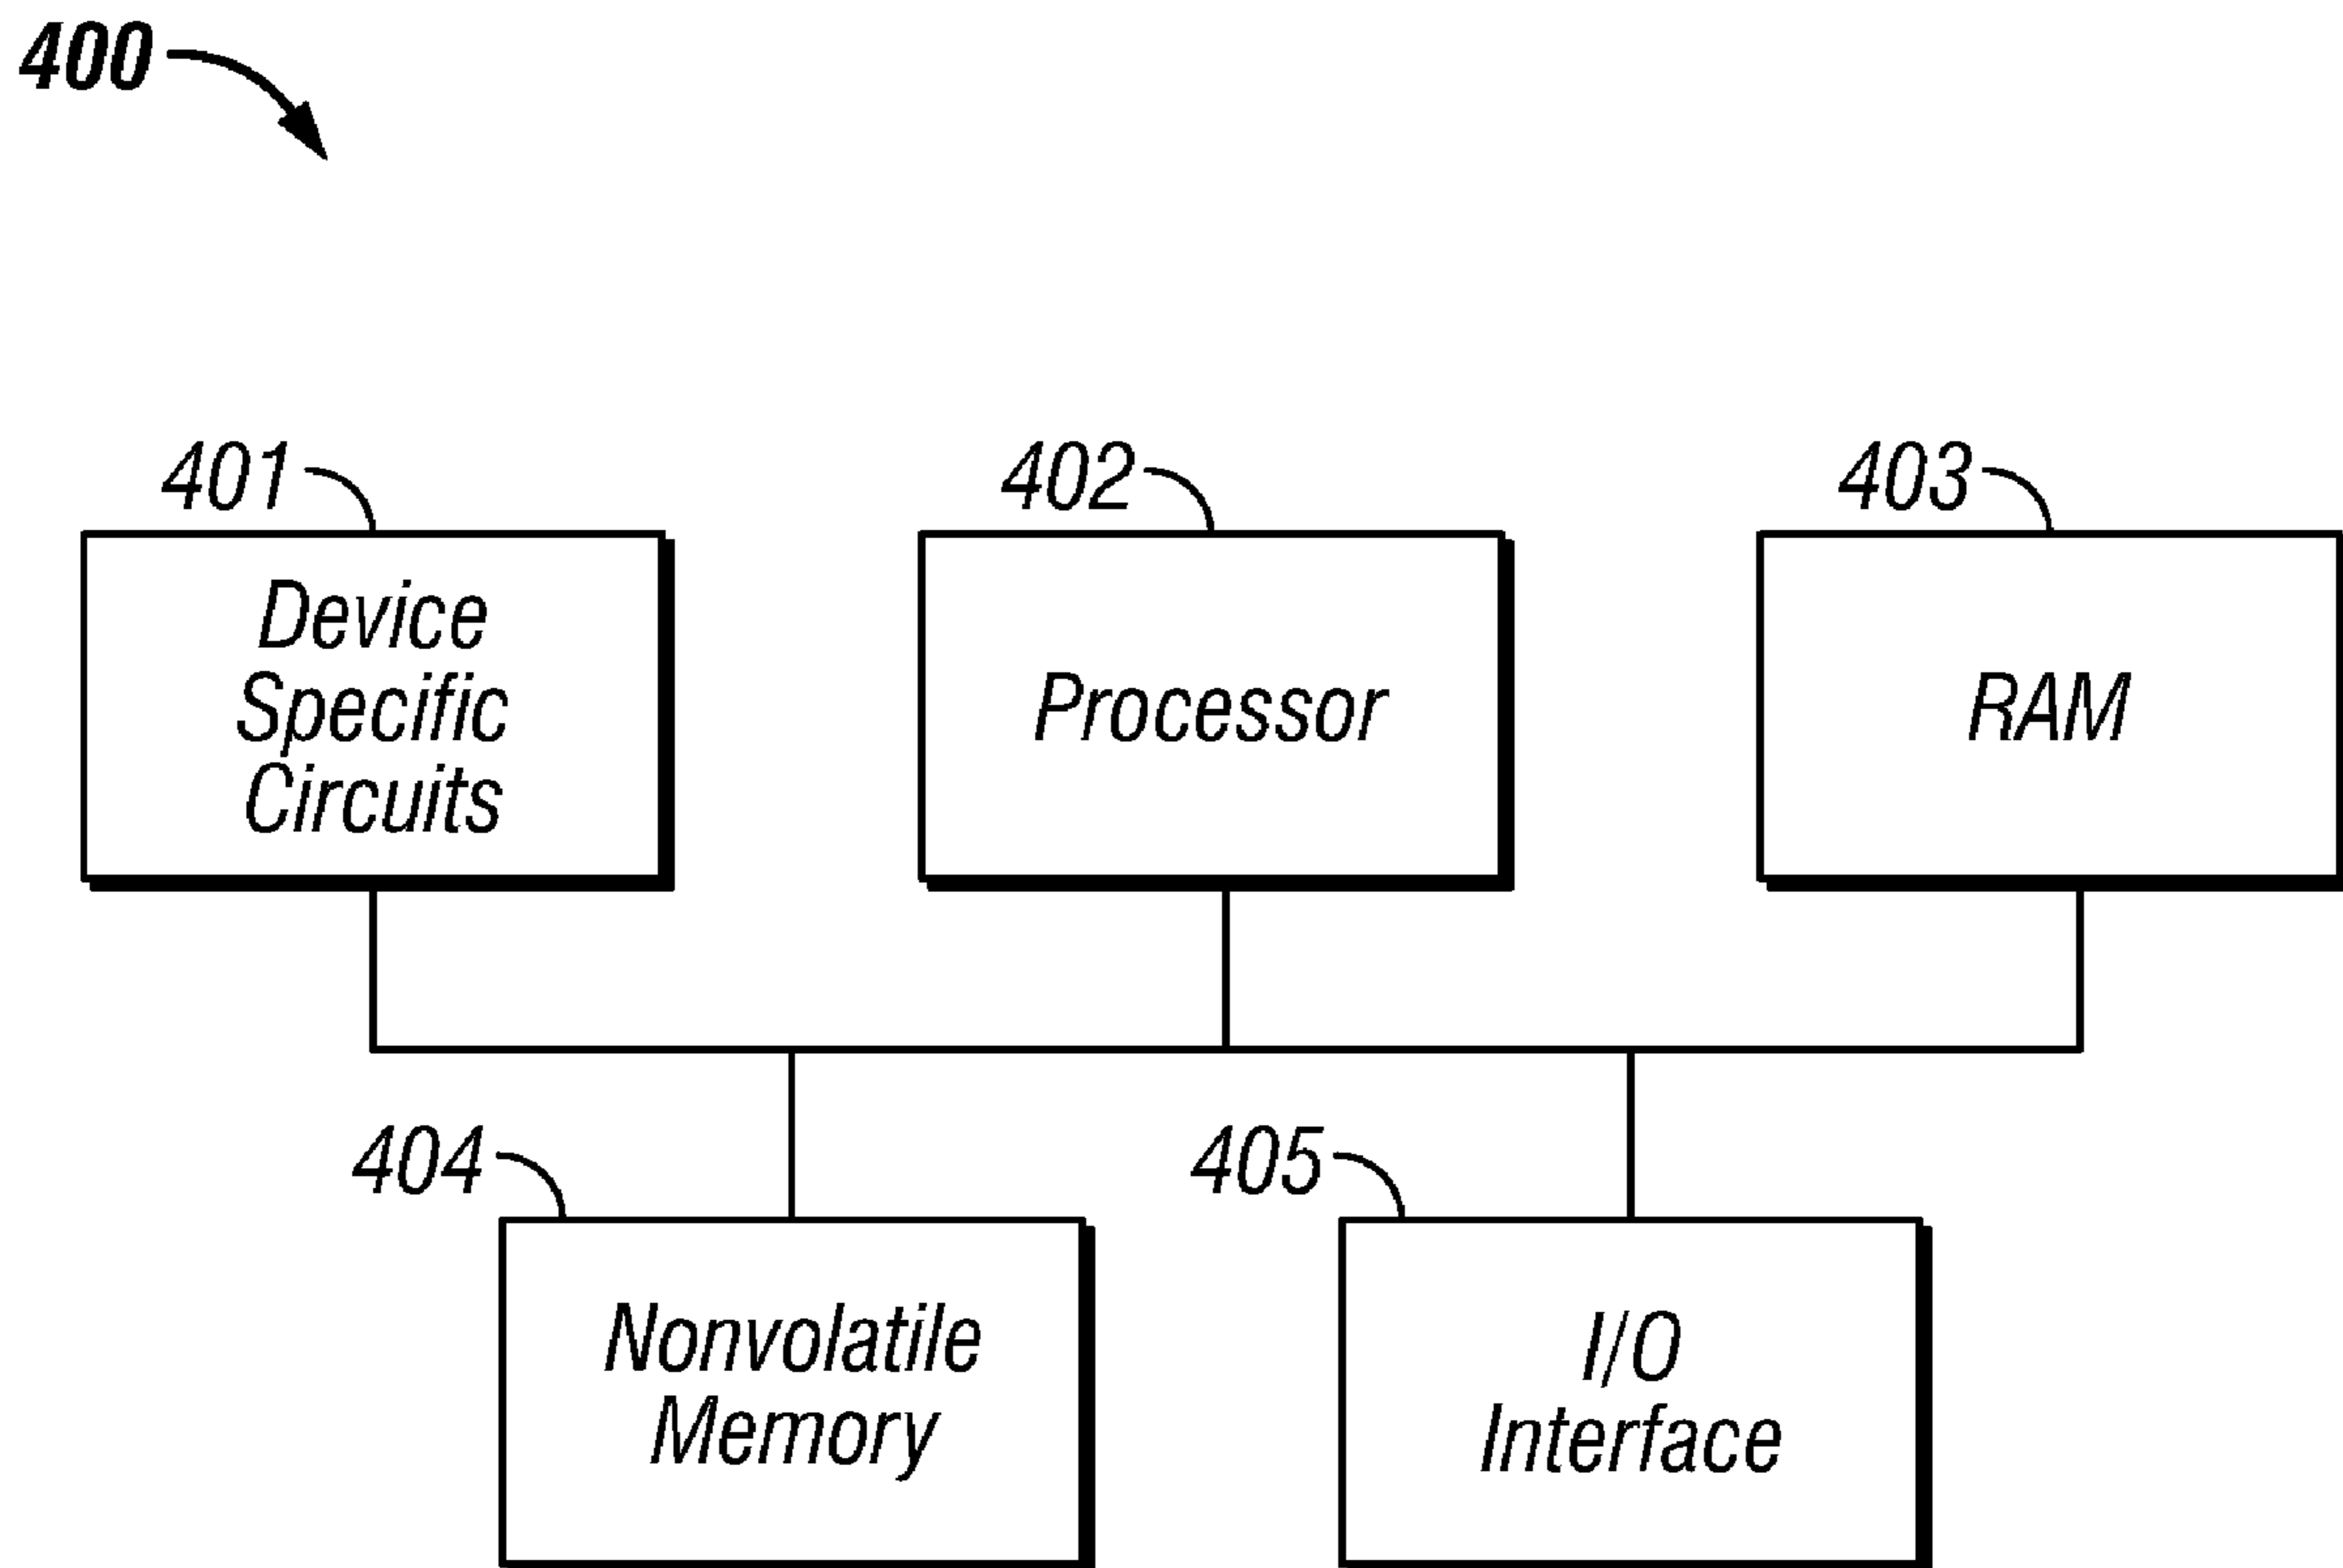 400
401
402
403
Device
Specific
Circuits
Processor
RAM
404
405
Nonvolatile
Memory
I/O
Interface